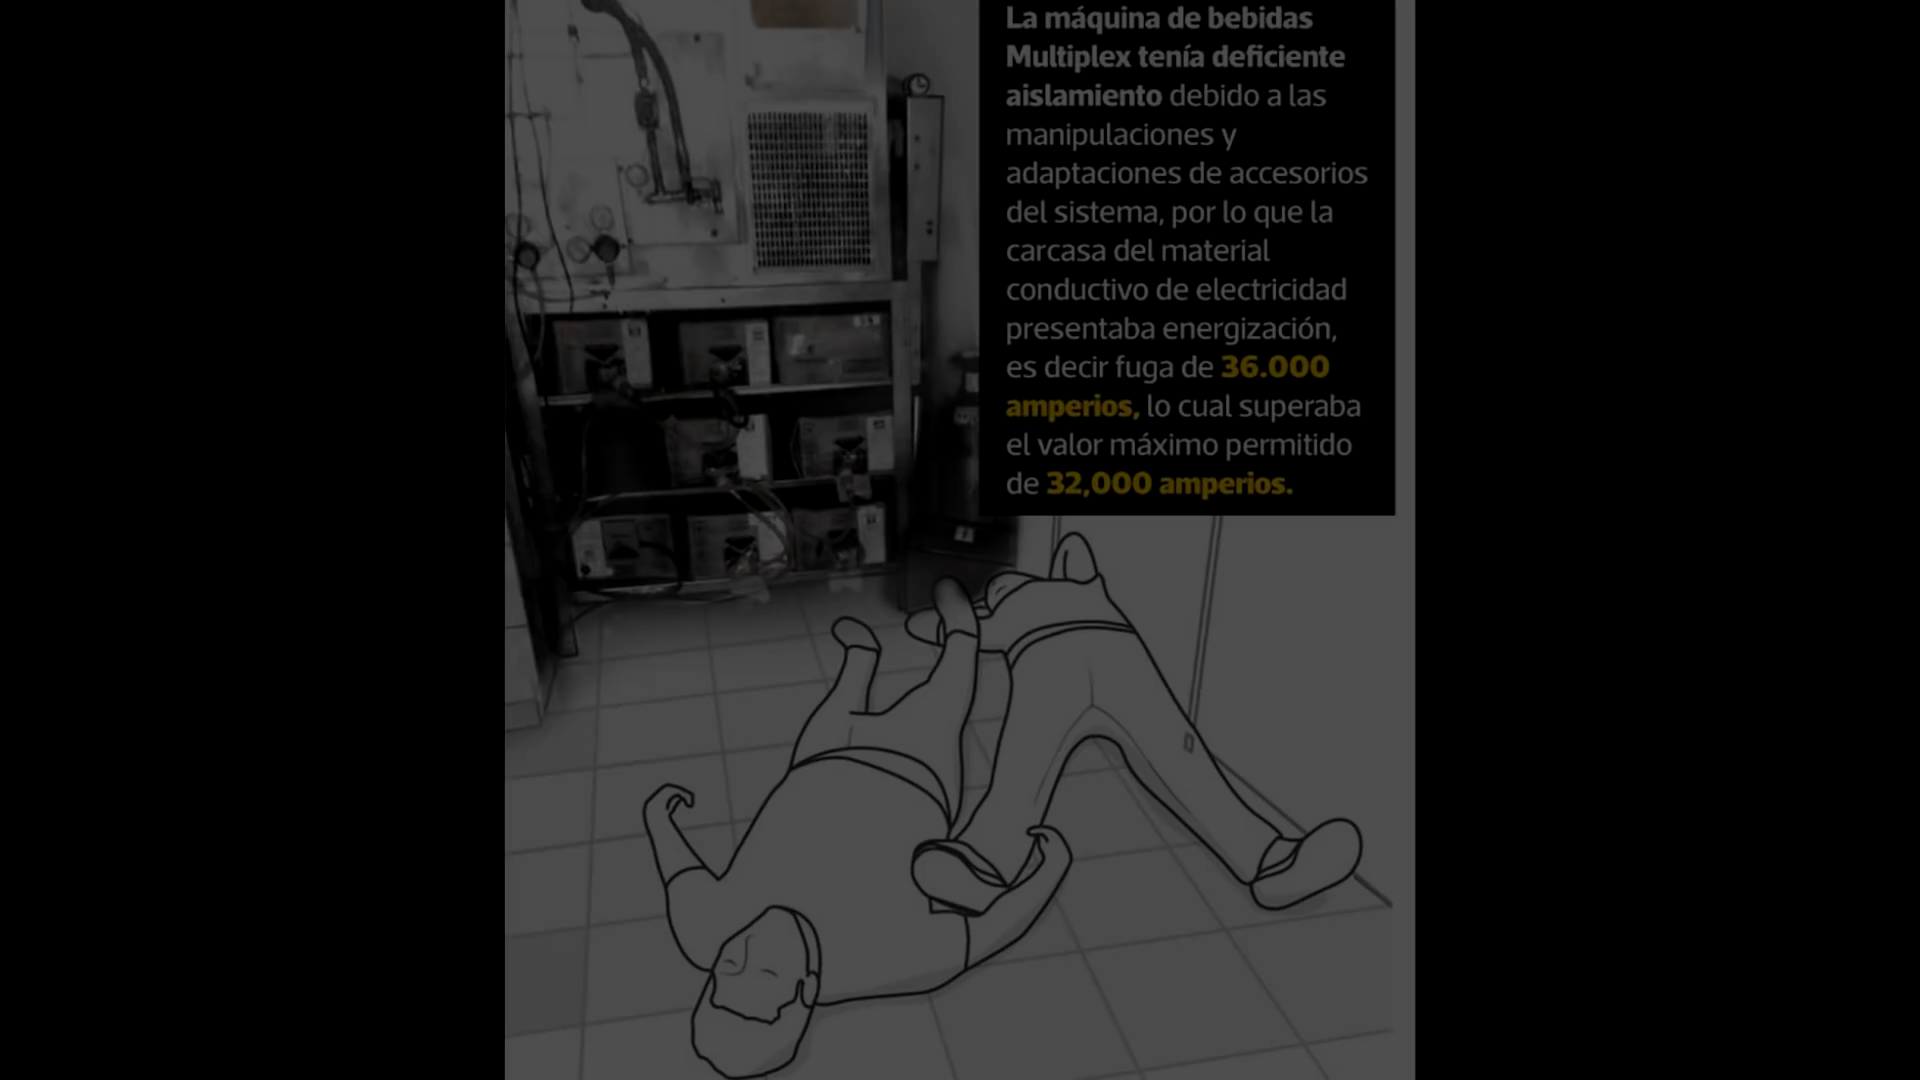 La máquina de bebidas
Multiplex tenía deficiente
aislamiento debido a las
manipulaciones y
adaptaciones de accesorios
del sistema, por lo que la
carcasa del material
conductivo de electricidad
presentaba energización,
es decir fuga de 36.000
amperios, lo cual superaba
el valor máximo permitido
de 32,000 amperios.